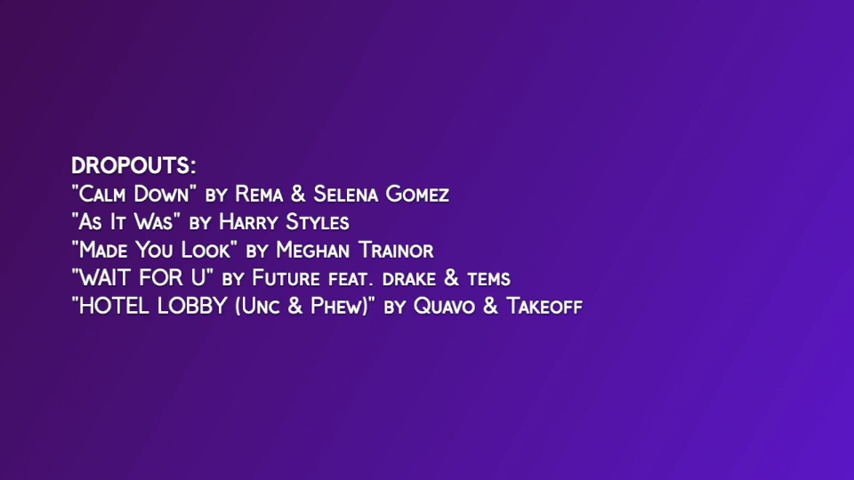 DROPOUTS:
"Calm Down" by Rema & Selena Gomez
"As It Was" by Harry Styles
"Made You Look" by Meghan Trainor
"WAIT FOR U" by Future feat. drake & tems
"HOTEL LOBBY (Unc & Phew)" by Quavo & Takeoff